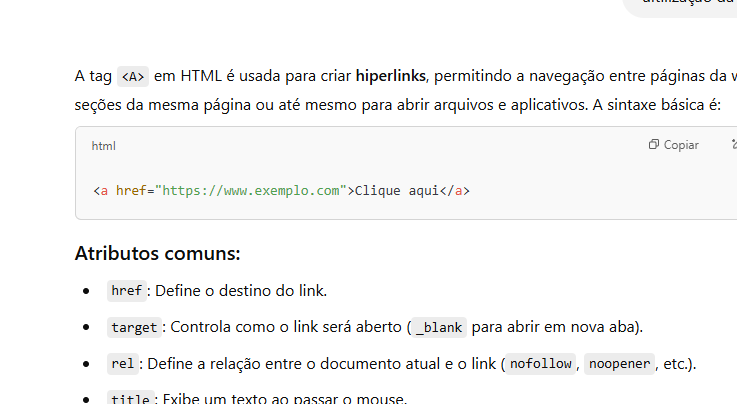 A tag <A> em HTML é usada para criar hiperlinks, permitindo a navegação entre páginas da
seções da mesma página ou até mesmo para abrir arquivos e aplicativos. A sintaxe básica é:
html
Copiar
<a href="https://www.exemplo.com">Clique aqui</a>
Atributos comuns:
• href: Define o destino do link.
• target: Controla como o link será aberto (_blank para abrir em nova aba).
• rel: Define a relação entre o documento atual e o link (nofollow, noopener, etc.).
• title: Exibe um texto ao passar o mouse.